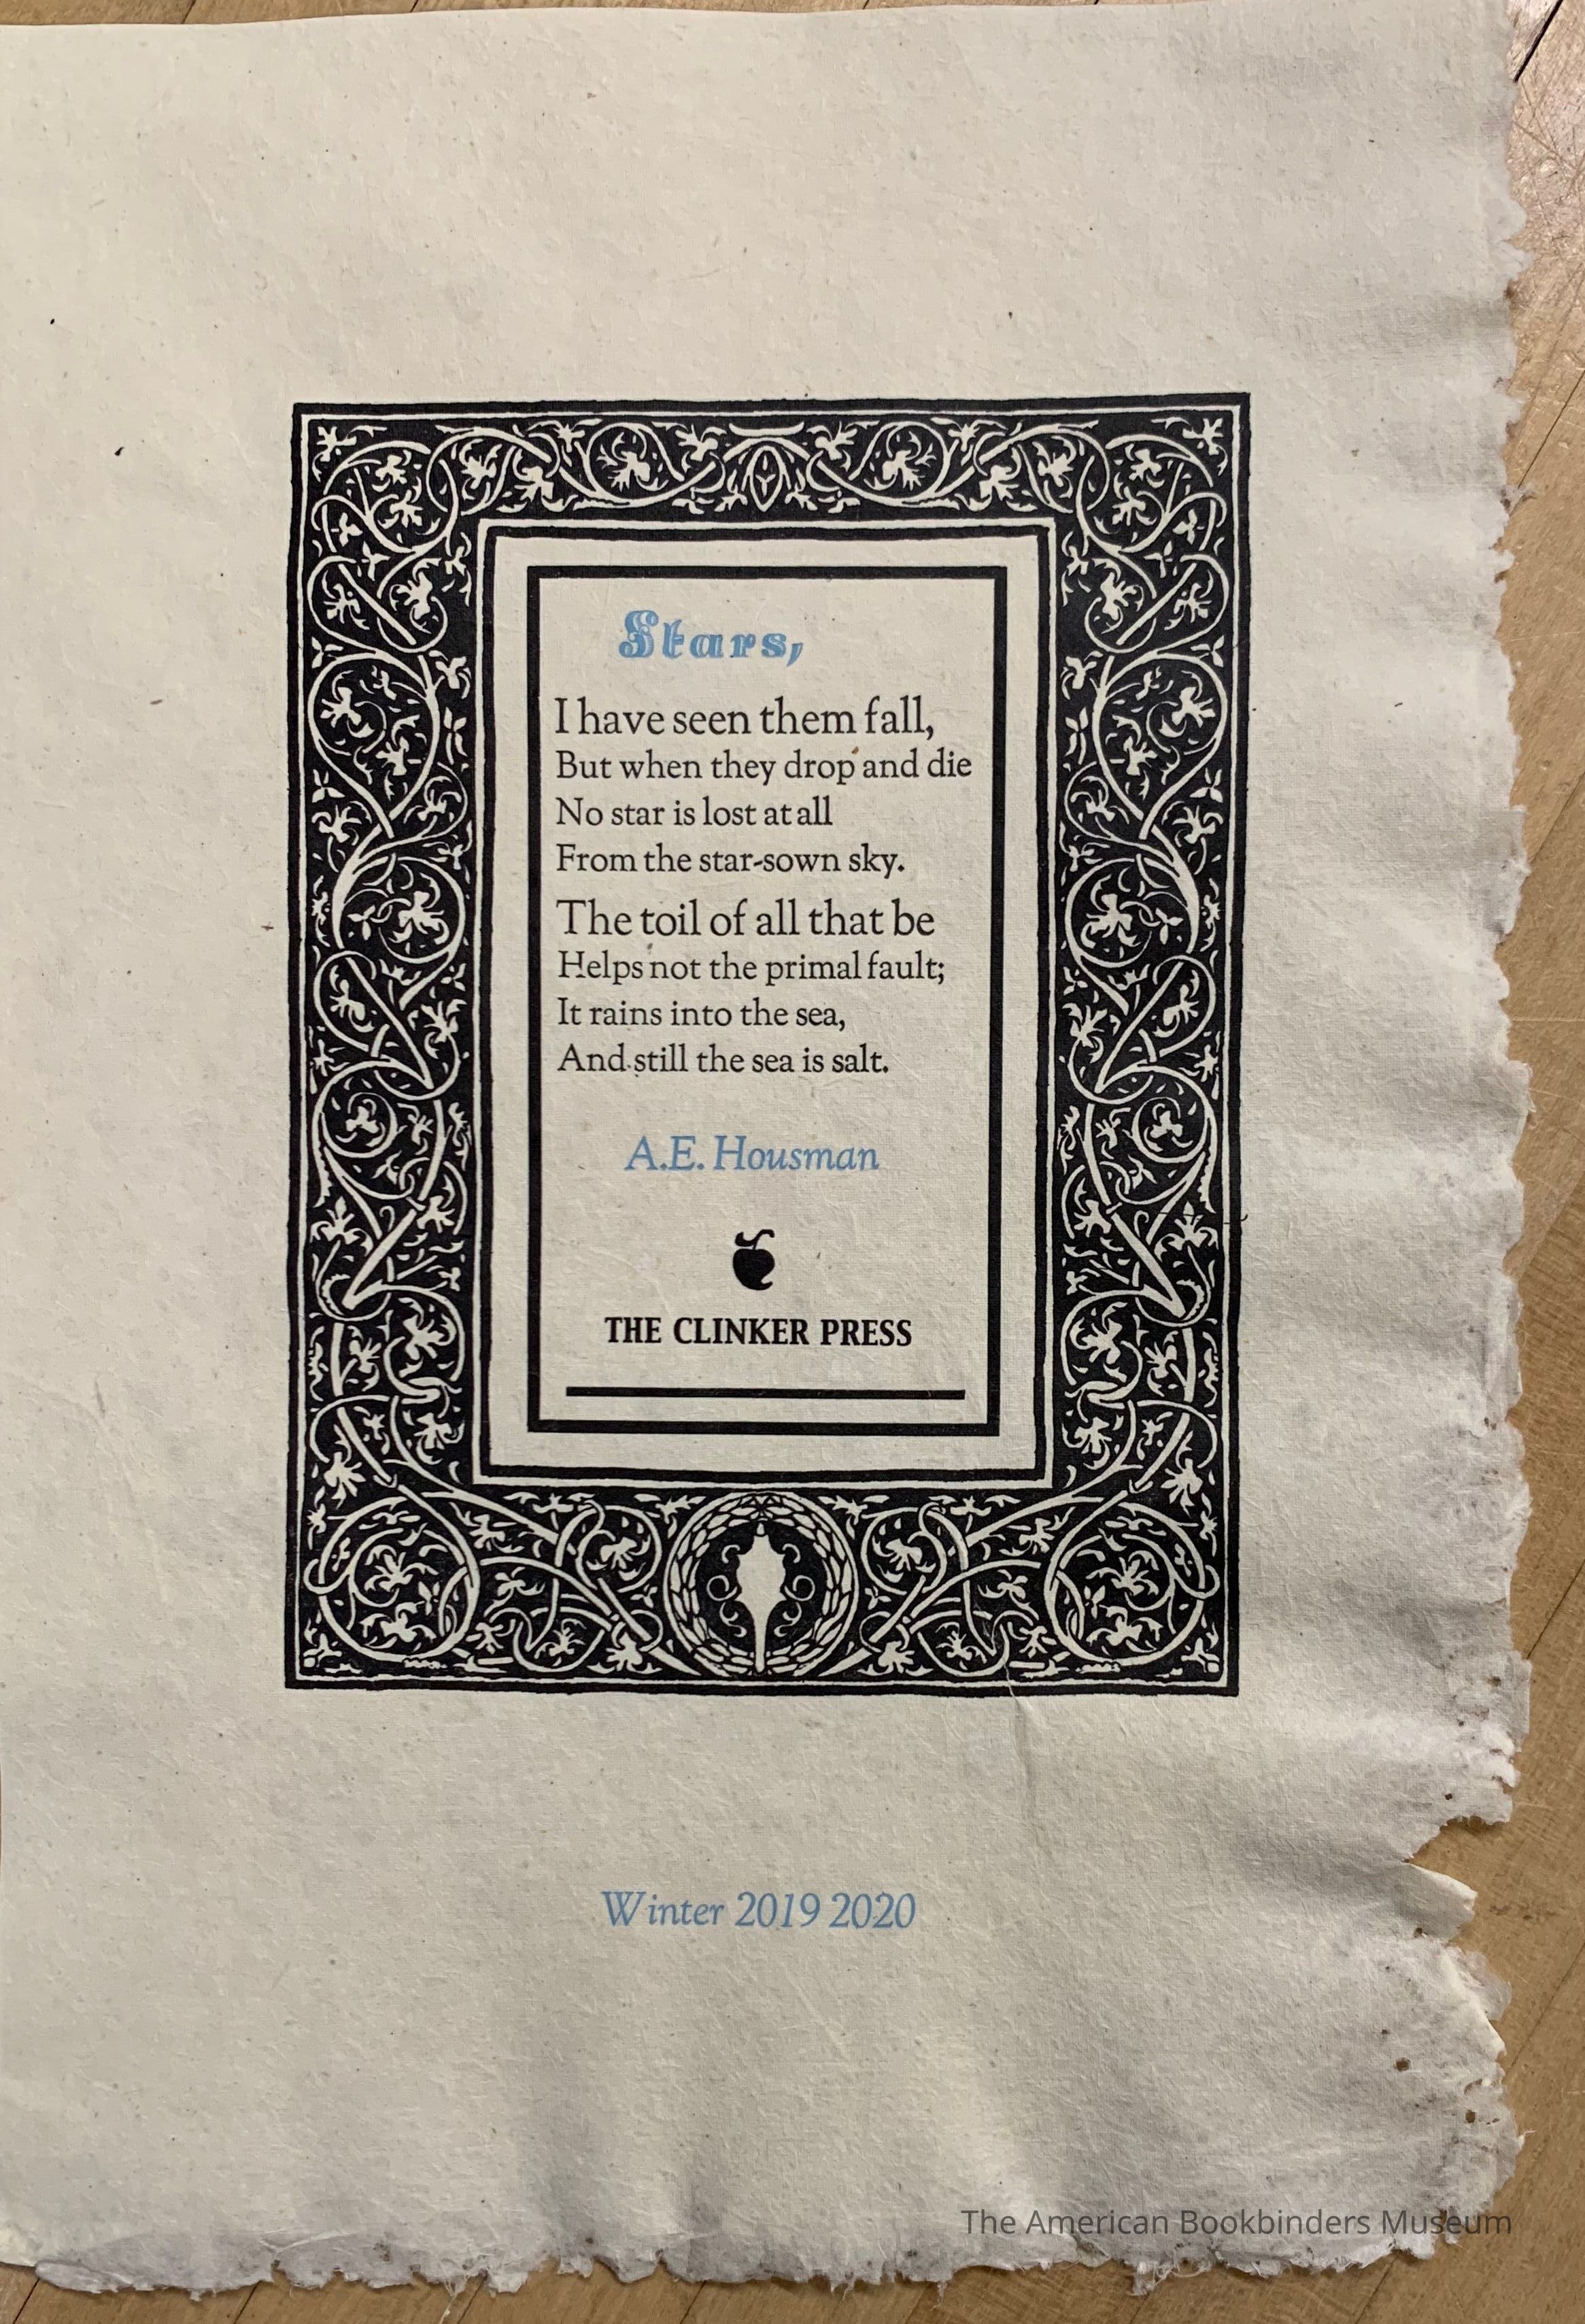 Stars,
I have seen them fall,
But when they drop and die
No star is lost at all
From the star-sown sky.
The toil of all that be
Helps not the primal fault;
It rains into the sea,
And still the sea is salt.
A.E. Housman
THE CLINKER PRESS
Winter 2019 2020
The American Bookbinders Museum